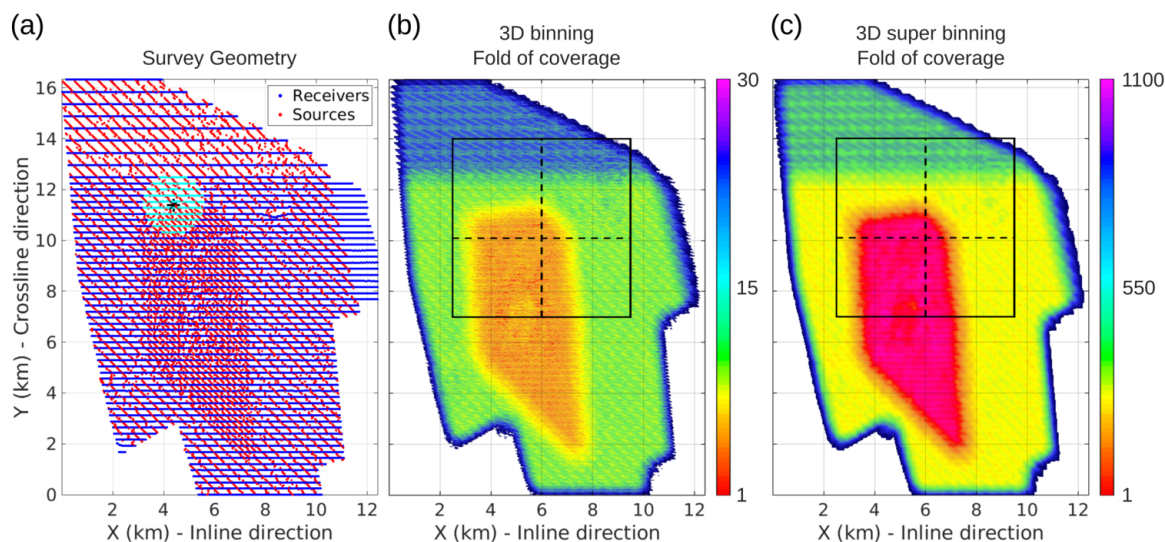 (a)
Survey Geometry
Receivers
Sources
16
14
12
10
8
6
4
2
0
Y (km) - Crossline direction
2 4 6 8 10 12
X (km) - Inline direction
(b)
3D binning
Fold of coverage
2 4 6 8 10 12
X (km) - Inline direction
30
15
1
(c)
3D super binning
Fold of coverage
2 4 6 8 10 12
X (km) - Inline direction
1100
550
1